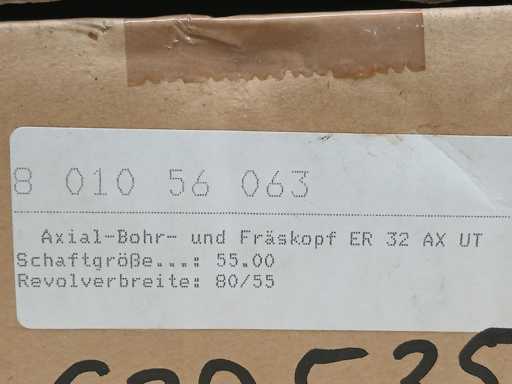 8 010 56 063
Axial-Bohr- und Fräskopf ER 32 AX UT
Schaftgröße...: 55.00
Revolverbreite: 80/55